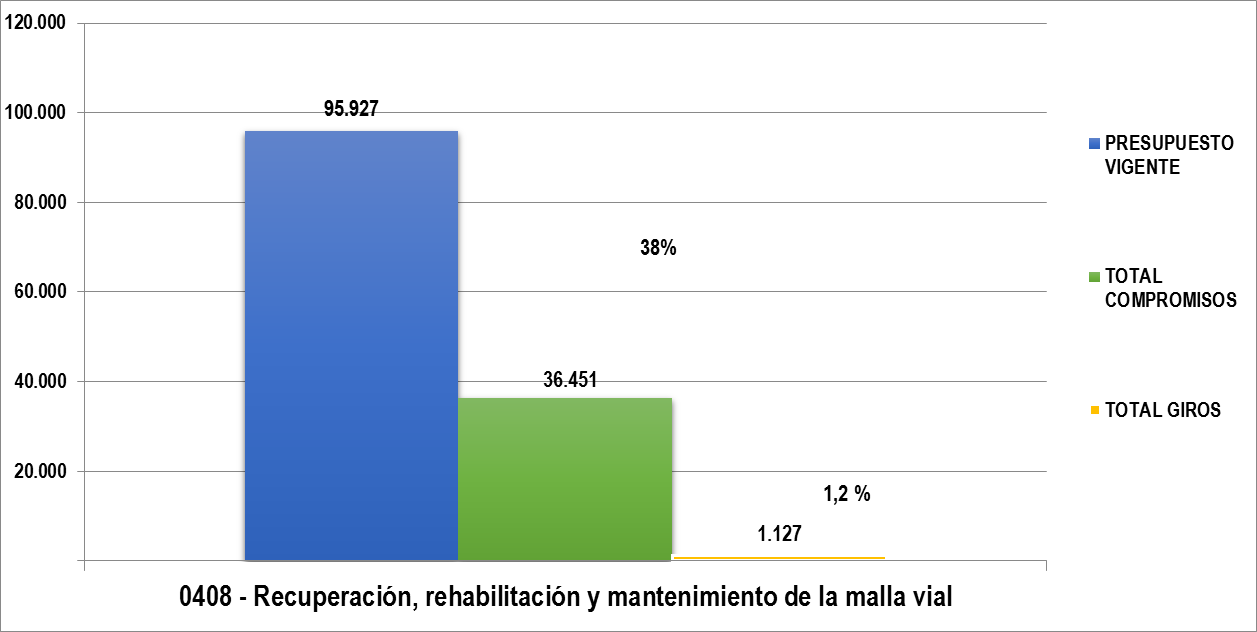 120.000
100.000
80.000
60.000
40.000
20.000
95.927
38%
36.451
1,2 %
1.127
PRESUPUESTO
VIGENTE
TOTAL
COMPROMISOS
TOTAL GIROS
0408 - Recuperación, rehabilitación y mantenimiento de la malla vial